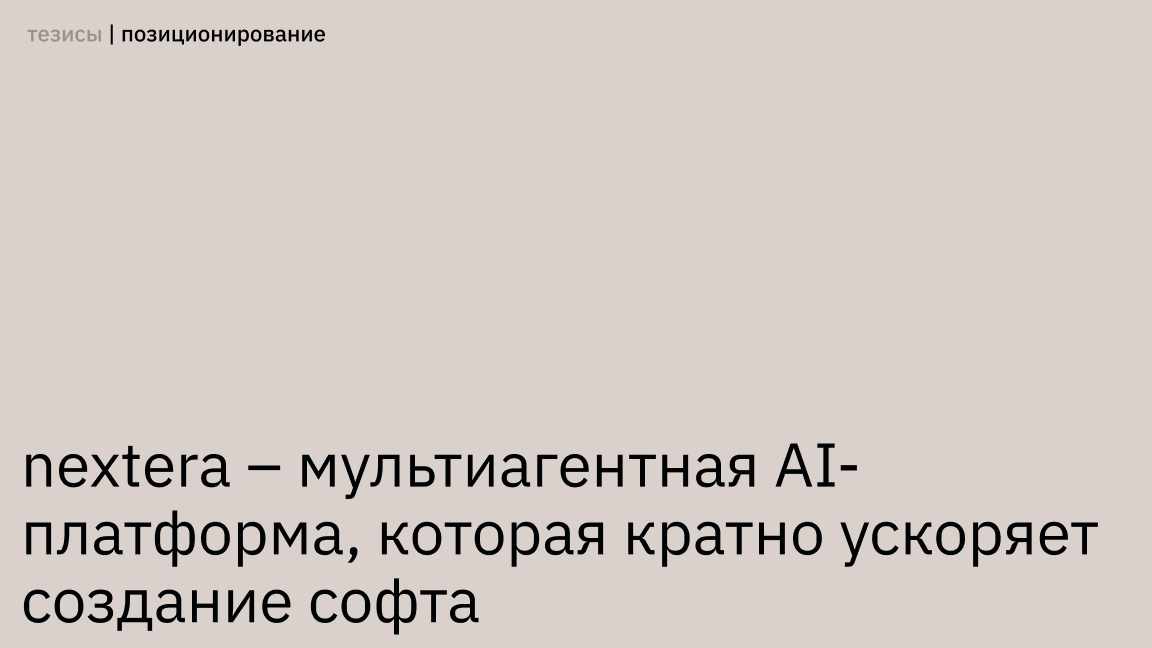 тезисы | позиционирование
nextera – мультиагентная AI-
платформа, которая кратно ускоряет
создание софта